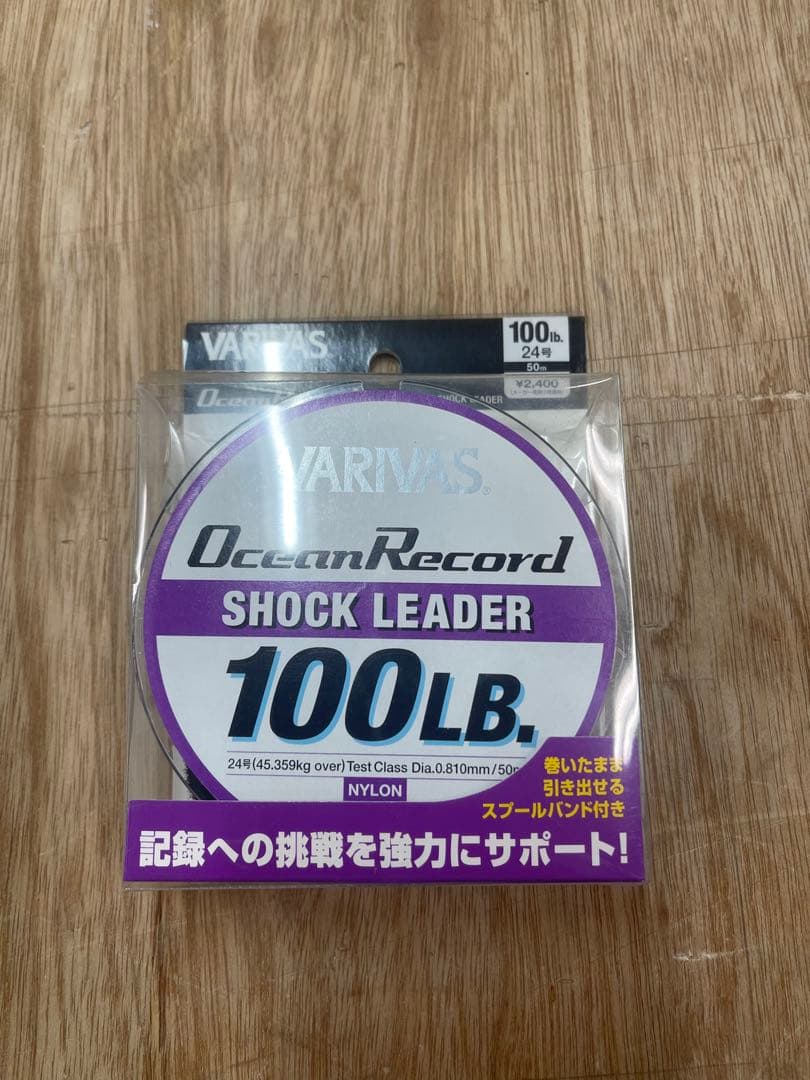 VARIVAS
100lb.
24号
50m
¥2,400
SHOCK LEADER
VARIVAS®
OceanRecord
SHOCK LEADER
100LB.
24号(45.359kg over) Test Class Dia.0.810mm/50m
NYLON
巻いたまま
引き出せる
スプールバンド付き
記録への挑戦を強力にサポート!